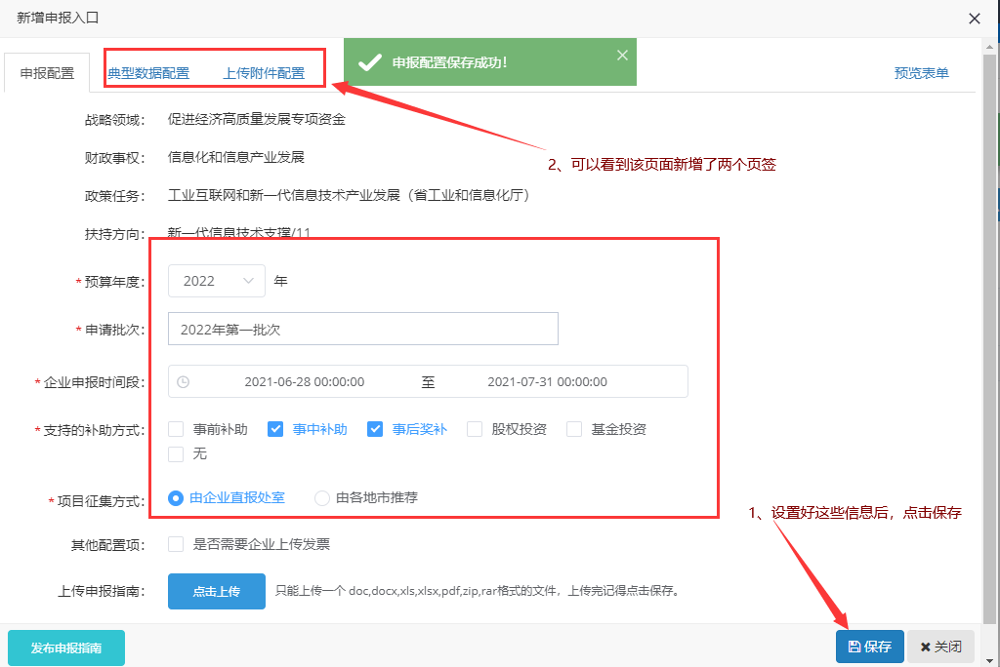 新增申报入口
申报配置 典型数据配置 上传附件配置 申报配置保存成功! 预览表单
战略领域: 促进经济高质量发展专项资金
财政事权: 信息化和信息产业发展
2、可以看到该页面新增了两个页签
政策任务: 工业互联网和新一代信息技术产业发展（省工业和信息化厅）
扶持方向: 新一代信息技术支撑/11
*预算年度: 2022 年
*申请批次: 2022年第一批次
*企业申报时间段: 2021-06-28 00:00:00 至 2021-07-31 00:00:00
*支持的补助方式: 事前补助 事中补助 事后奖补 股权投资 基金投资
无
*项目征集方式: 由企业直报处室 由各地市推荐
1、设置好这些信息后，点击保存
其他配置项: 是否需要企业上传发票
上传申报指南: 点击上传 只能上传一个 doc,docx,xls,xlsx,pdf,zip,rar格式的文件，上传完记得点击保存。
发布申报指南 保存 关闭